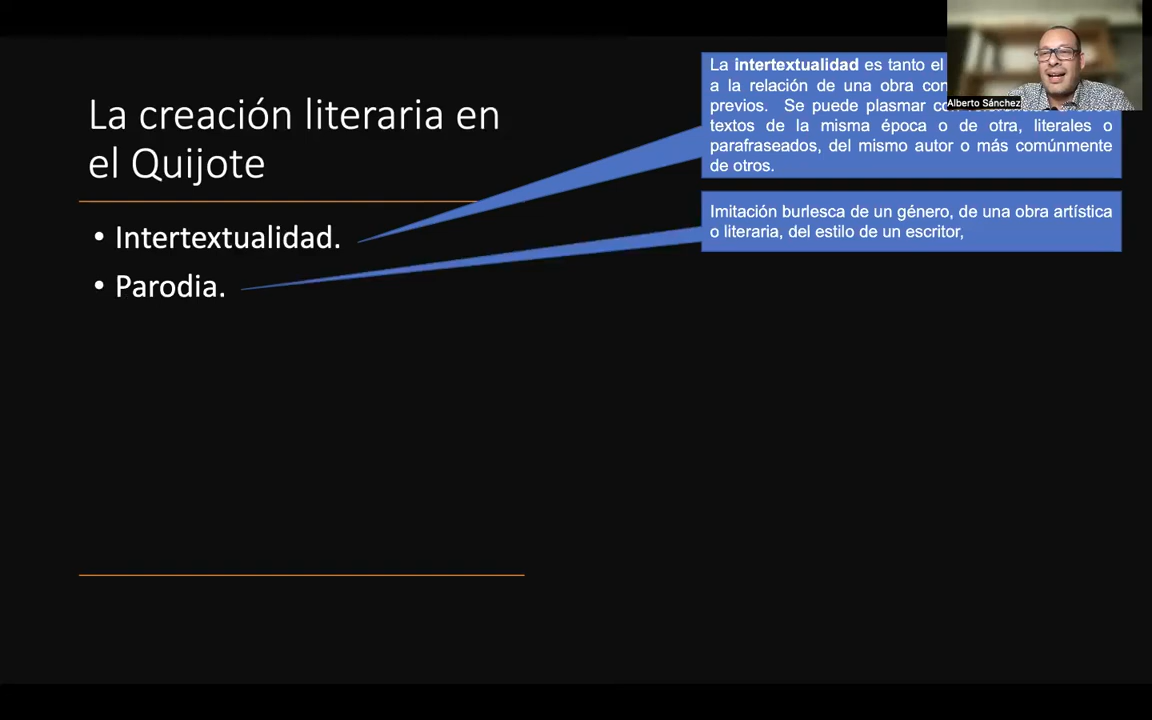 La creación literaria en
el Quijote
• Intertextualidad.
• Parodia.
La intertextualidad es tanto el
a la relación de una obra con
previos. Se puede plasmar
textos de la misma época o de otra, literales o
parafraseados, del mismo autor o más comúnmente
de otros.
Imitación burlesca de un género, de una obra artística
o literaria, del estilo de un escritor,
Alberto Sánchez